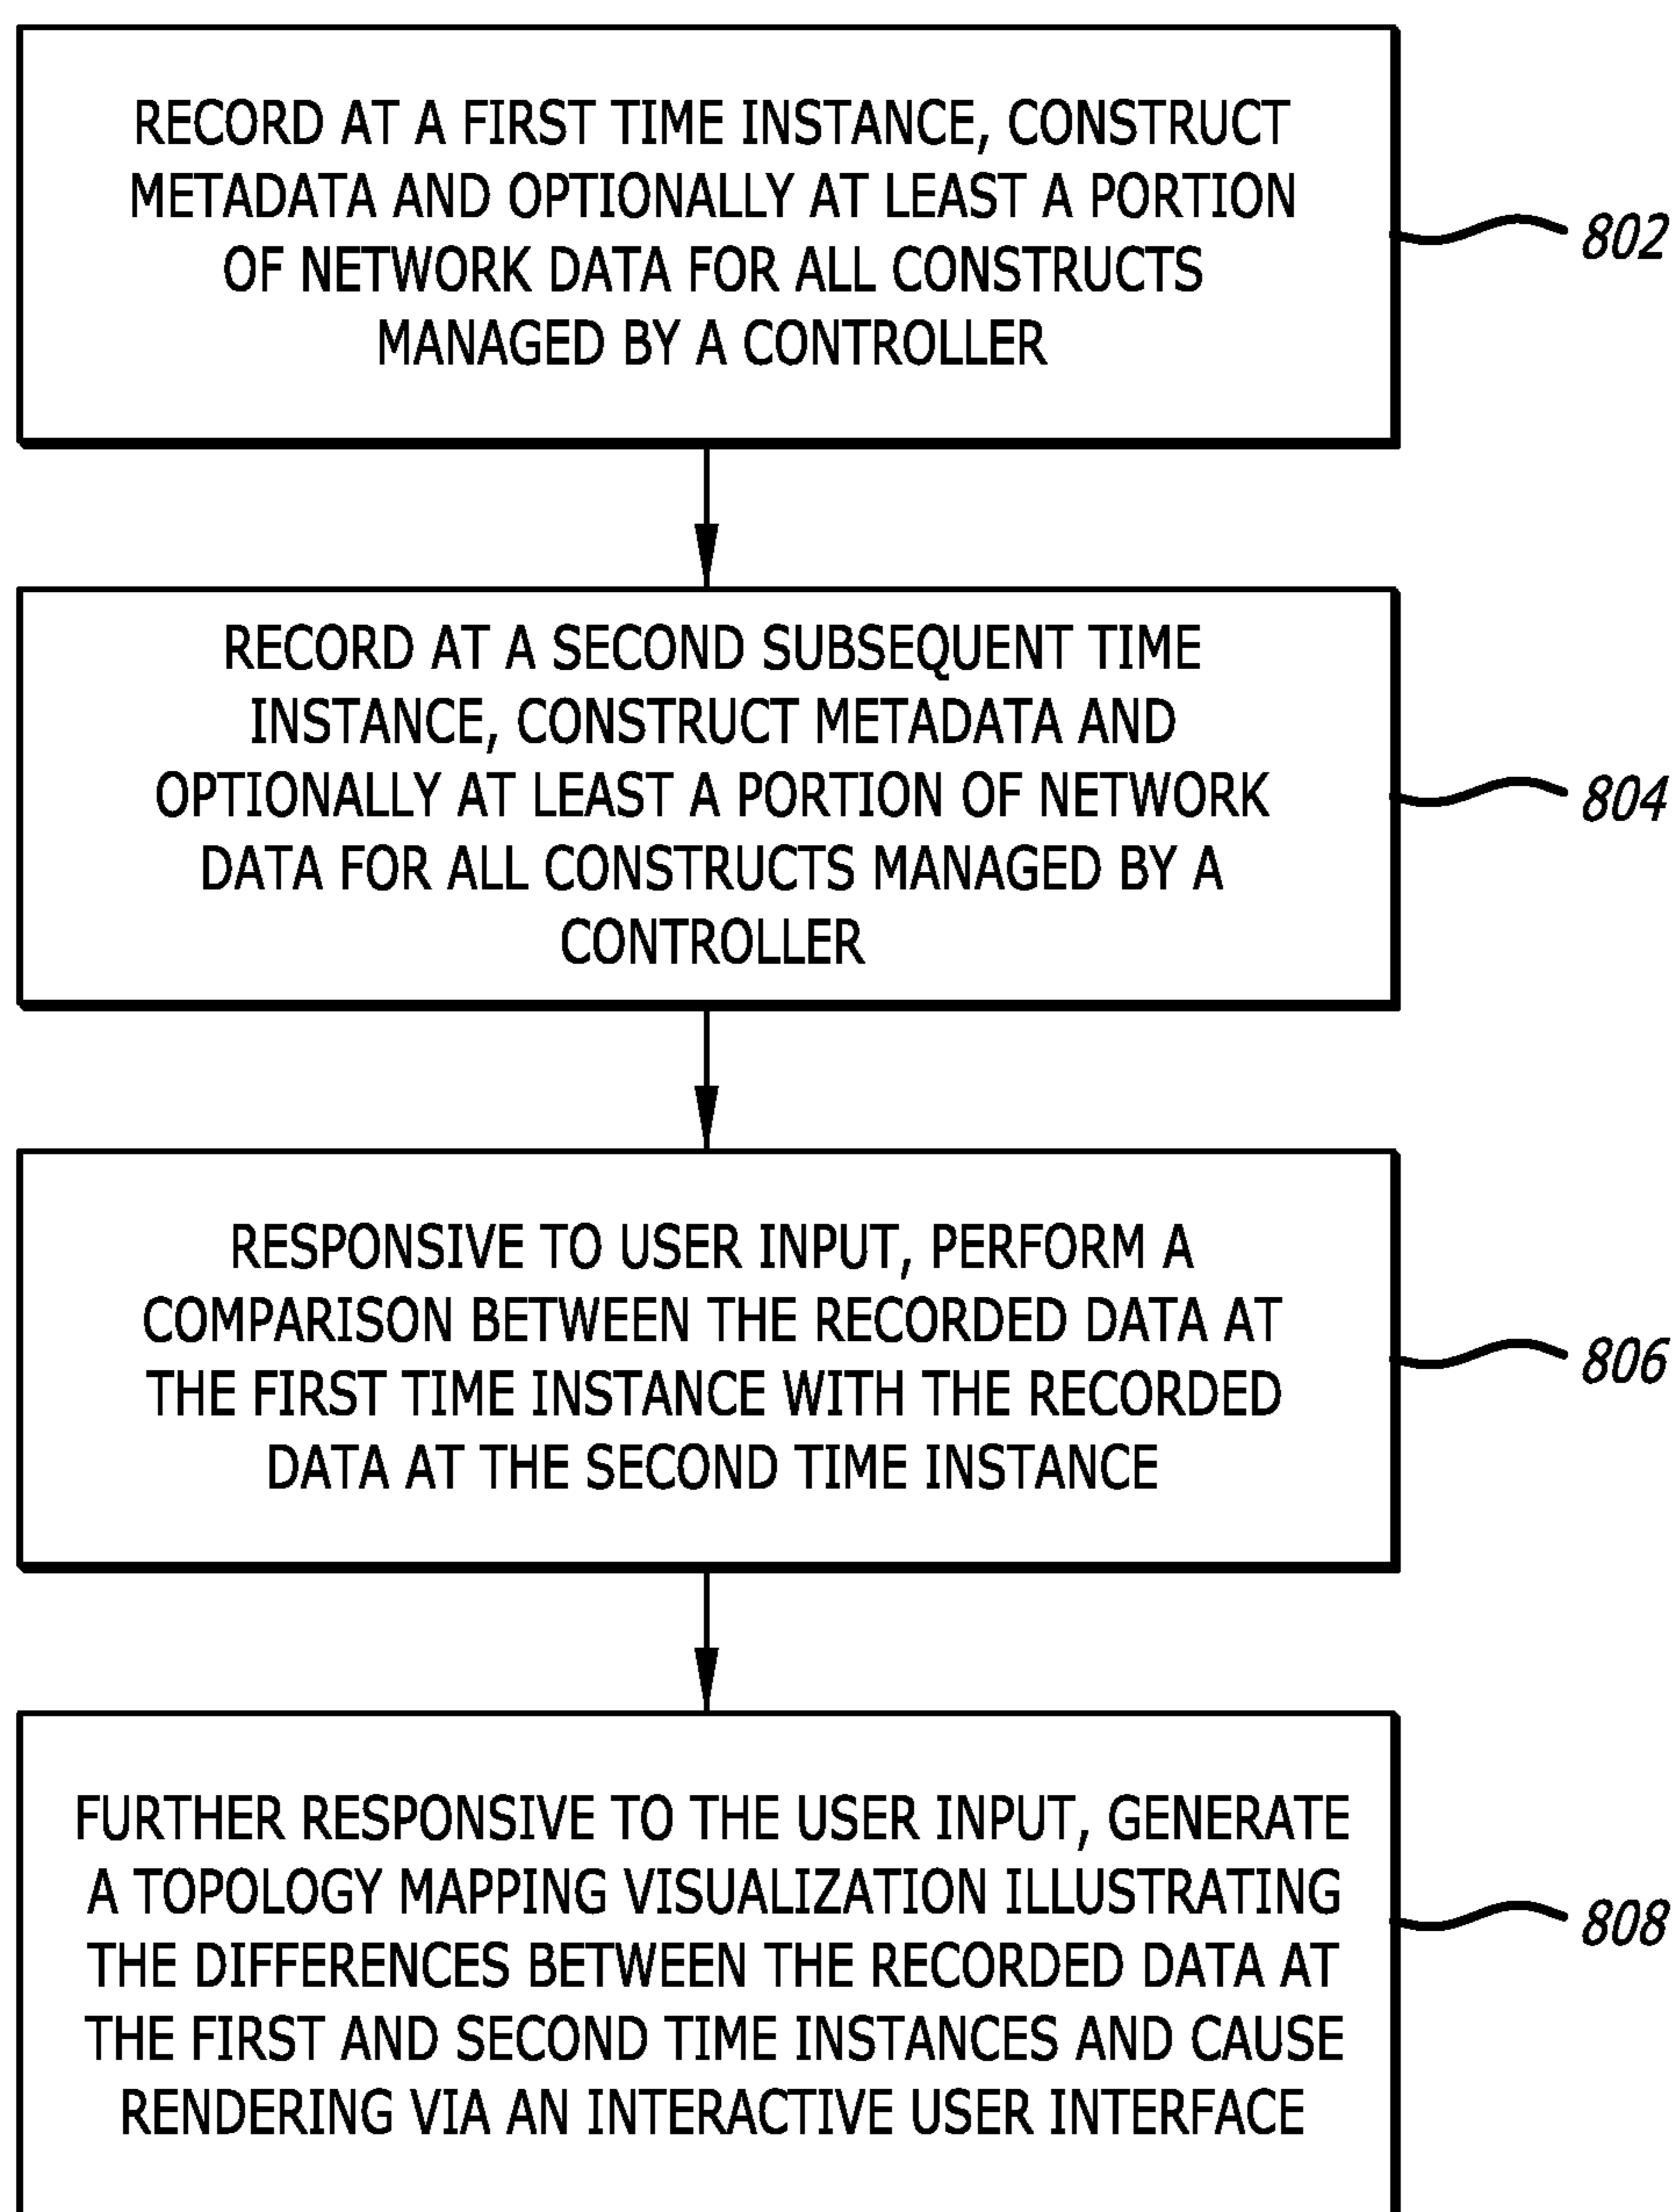 RECORD AT A FIRST TIME INSTANCE, CONSTRUCT
METADATA AND OPTIONALLY AT LEAST A PORTION
OF NETWORK DATA FOR ALL CONSTRUCTS
MANAGED BY A CONTROLLER
802
RECORD AT A SECOND SUBSEQUENT TIME
INSTANCE, CONSTRUCT METADATA AND
OPTIONALLY AT LEAST A PORTION OF NETWORK
DATA FOR ALL CONSTRUCTS MANAGED BY A
CONTROLLER
804
RESPONSIVE TO USER INPUT, PERFORM A
COMPARISON BETWEEN THE RECORDED DATA AT
THE FIRST TIME INSTANCE WITH THE RECORDED
DATA AT THE SECOND TIME INSTANCE
806
FURTHER RESPONSIVE TO THE USER INPUT, GENERATE
A TOPOLOGY MAPPING VISUALIZATION ILLUSTRATING
THE DIFFERENCES BETWEEN THE RECORDED DATA AT
THE FIRST AND SECOND TIME INSTANCES AND CAUSE
RENDERING VIA AN INTERACTIVE USER INTERFACE
808